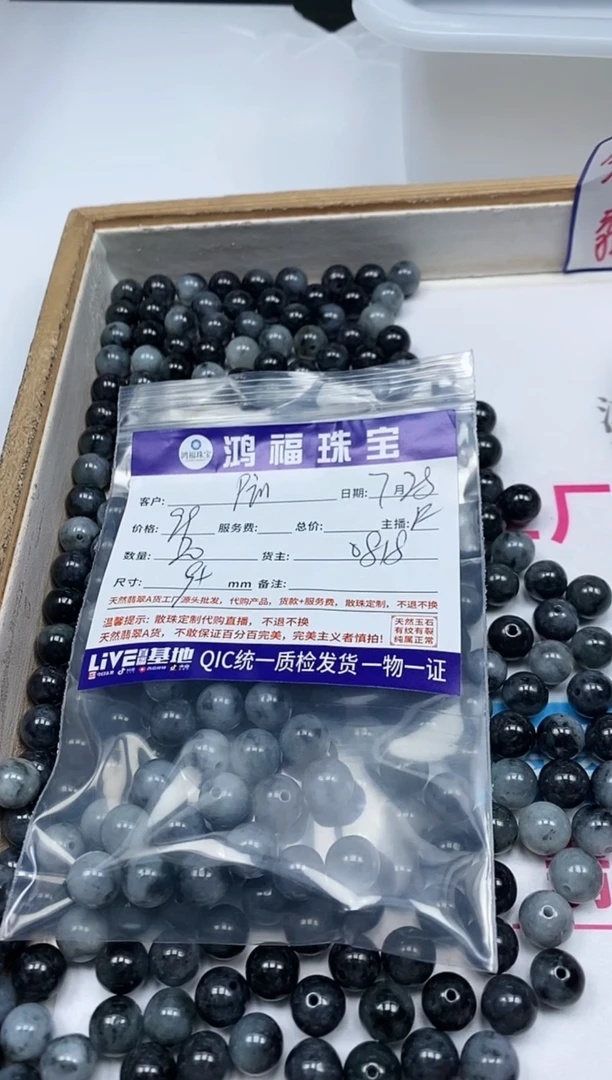 鸿福珠宝
鸿福珠宝
客户: Pin 日期: 7月28
价格: 99 服务费: 总价: 主播:
数量: 20 货主: 0818
尺寸: 9+ mm 备注:
天然翡翠A货工厂源头批发，代购产品，货款+服务费，散珠定制，不退不换
温馨提示: 散珠定制代购直播，不退不换
天然翡翠A货，不敢保证百分百完美，完美主义者慎拍!
天然玉石
有纹有裂
纯属正常
LIVE 基地 QIC统一质检发货 一物一证
厂